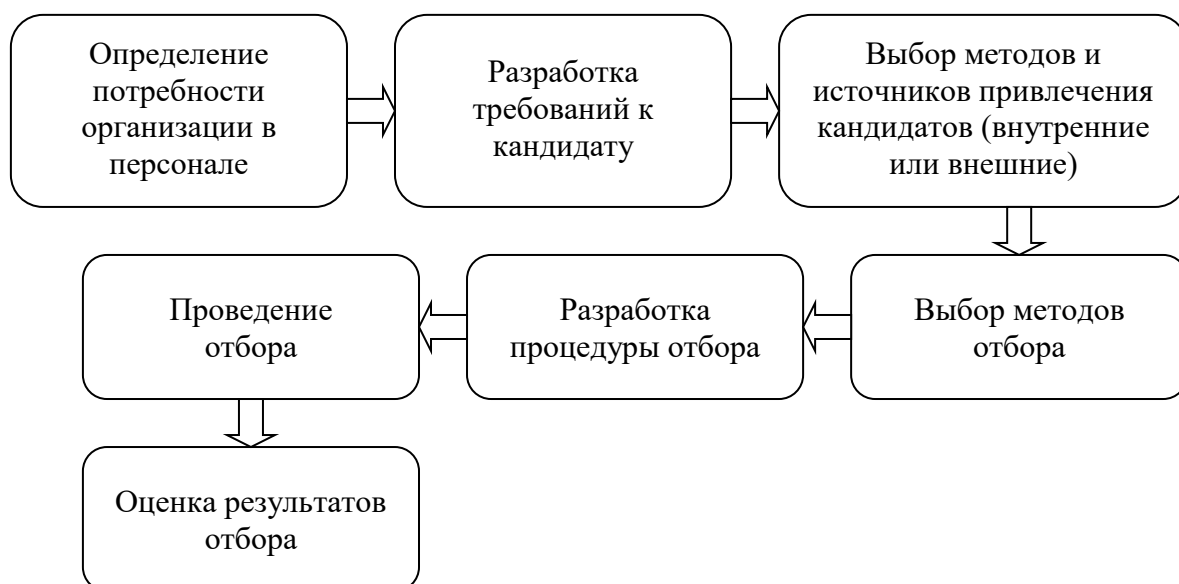 Определение
потребности
организации в
персонале
Разработка
требований к
кандидату
Выбор методов и
источников привлечения
кандидатов (внутренние
или внешние)
Выбор методов
отбора
Разработка
процедуры отбора
Проведение
отбора
Оценка результатов
отбора